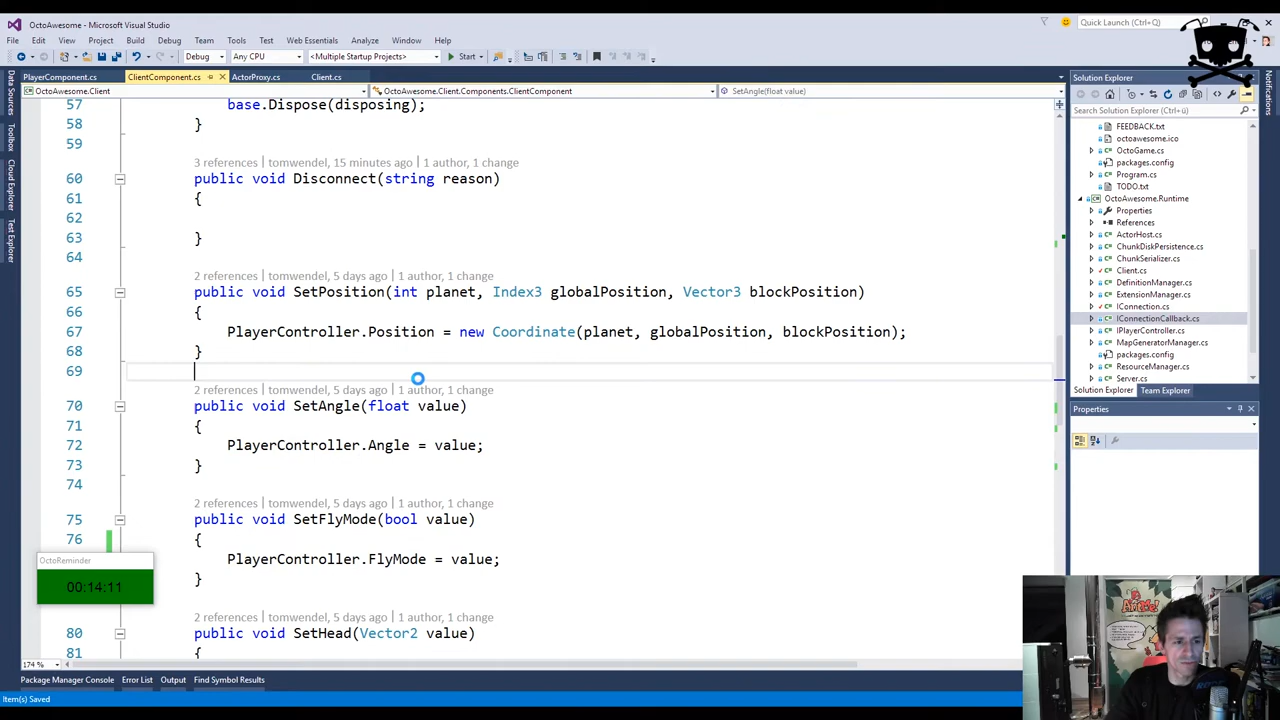 OctoAwesome - Microsoft Visual Studio
Quick Launch (Ctrl+Q)
File Edit View Project Build Debug Team Tools Test Web Essentials Analyze Window Help
Debug Any CPU <Multiple Startup Projects> Start
PlayerComponent.cs ClientComponent.cs ActorProxy.cs Client.cs
OctoAwesome.Client OctoAwesome.Client.Components.ClientComponent SetAngle(float value)
Data Sources
Toolbox
Cloud Explorer
Test Explorer
57 base.Dispose(disposing);
58 }
59
3 references | tomwendel, 15 minutes ago | 1 author, 1 change
60 public void Disconnect(string reason)
61 {
62
63 }
64
2 references | tomwendel, 5 days ago | 1 author, 1 change
65 public void SetPosition(int planet, Index3 globalPosition, Vector3 blockPosition)
66 {
67 PlayerController.Position = new Coordinate(planet, globalPosition, blockPosition);
68 }
69
2 references | tomwendel, 5 days ago | 1 author, 1 change
70 public void SetAngle(float value)
71 {
72 PlayerController.Angle = value;
73 }
74
2 references | tomwendel, 5 days ago | 1 author, 1 change
75 public void SetFlyMode(bool value)
76 {
PlayerController.FlyMode = value;
}
2 references | tomwendel, 5 days ago | 1 author, 1 change
80 public void SetHead(Vector2 value)
81 {
OctoReminder
00:14:11
174 %
Package Manager Console Error List Output Find Symbol Results
Item(s) Saved
Solution Explorer
Search Solution Explorer (Ctrl+ü)
FEEDBACK.txt
octoawesome.ico
OctoGame.cs
packages.config
Program.cs
TODO.txt
OctoAwesome.Runtime
Properties
References
ActorHost.cs
ChunkDiskPersistence.cs
ChunkSerializer.cs
Client.cs
DefinitionManager.cs
ExtensionManager.cs
IConnection.cs
IConnectionCallback.cs
IPlayerController.cs
MapGeneratorManager.cs
packages.config
ResourceManager.cs
Server.cs
Solution Explorer Team Explorer
Properties
Notifications